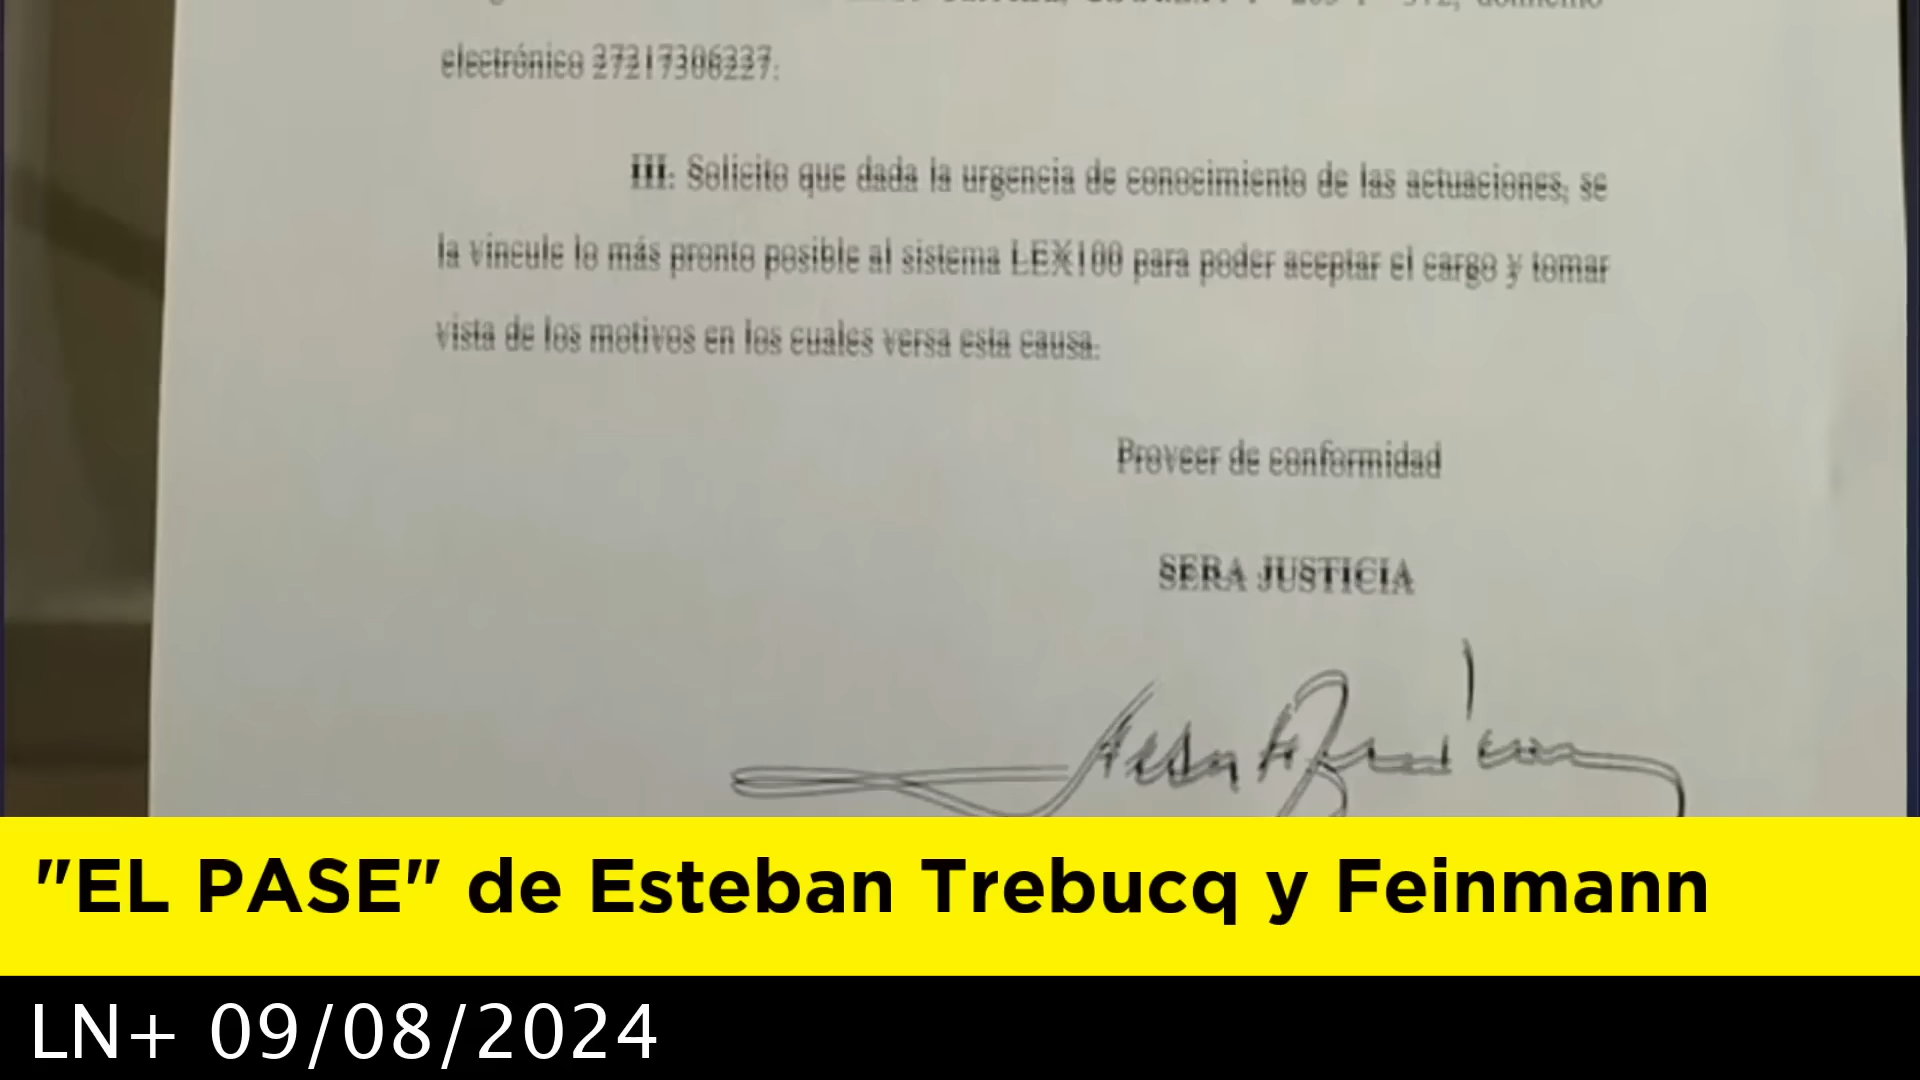 electrónico 27217306227.
III. Solicito que dada la urgencia de conocimiento de las actuaciones, se
la vincule lo más pronto posible al sistema LEX100 para poder aceptar el cargo y tomar
vista de los motivos en los cuales versa esta causa.
Proveer de conformidad
SERA JUSTICIA
"EL PASE" de Esteban Trebucq y Feinmann
LN+ 09/08/2024